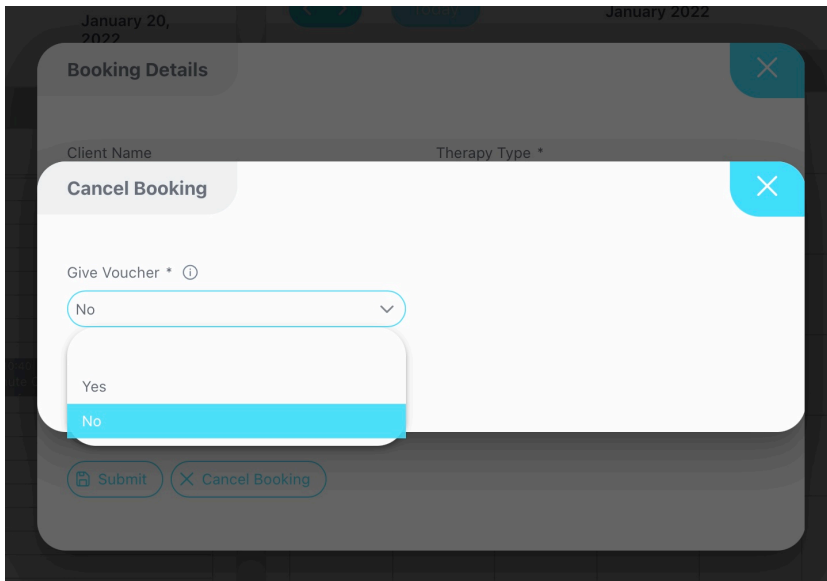 January 20,
2022
Today
January 2022
Booking Details
Client Name
Therapy Type *
Cancel Booking
Give Voucher *
No
Yes
No
Submit
Cancel Booking